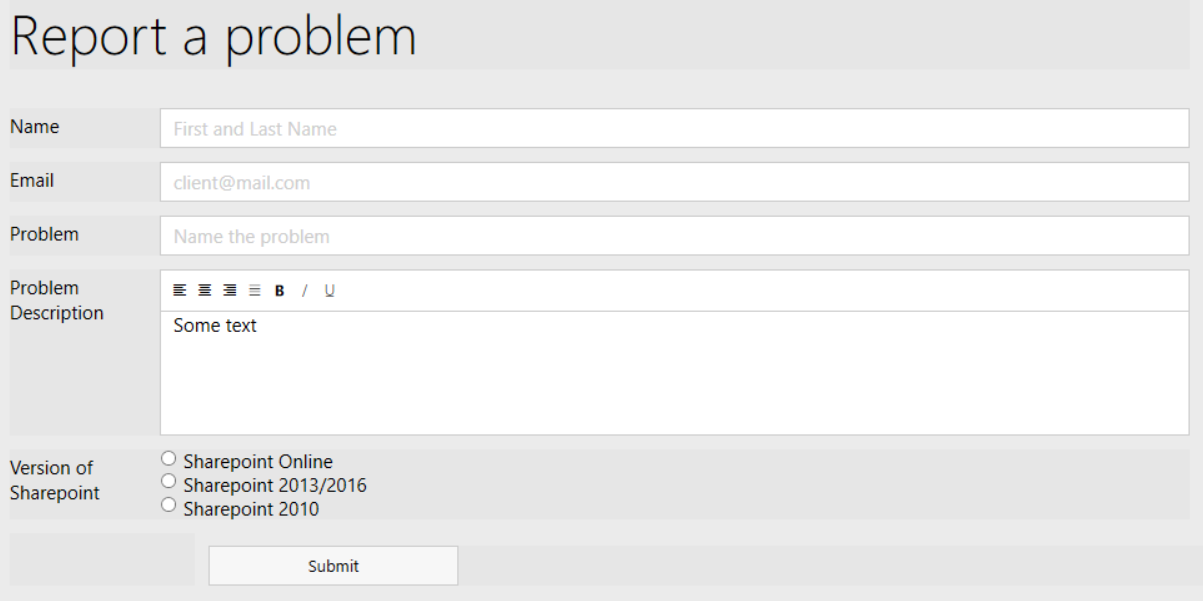 Report a problem
Name
First and Last Name
Email
client@mail.com
Problem
Name the problem
Problem
Description
B I U
Some text
Version of
Sharepoint
Sharepoint Online
Sharepoint 2013/2016
Sharepoint 2010
Submit